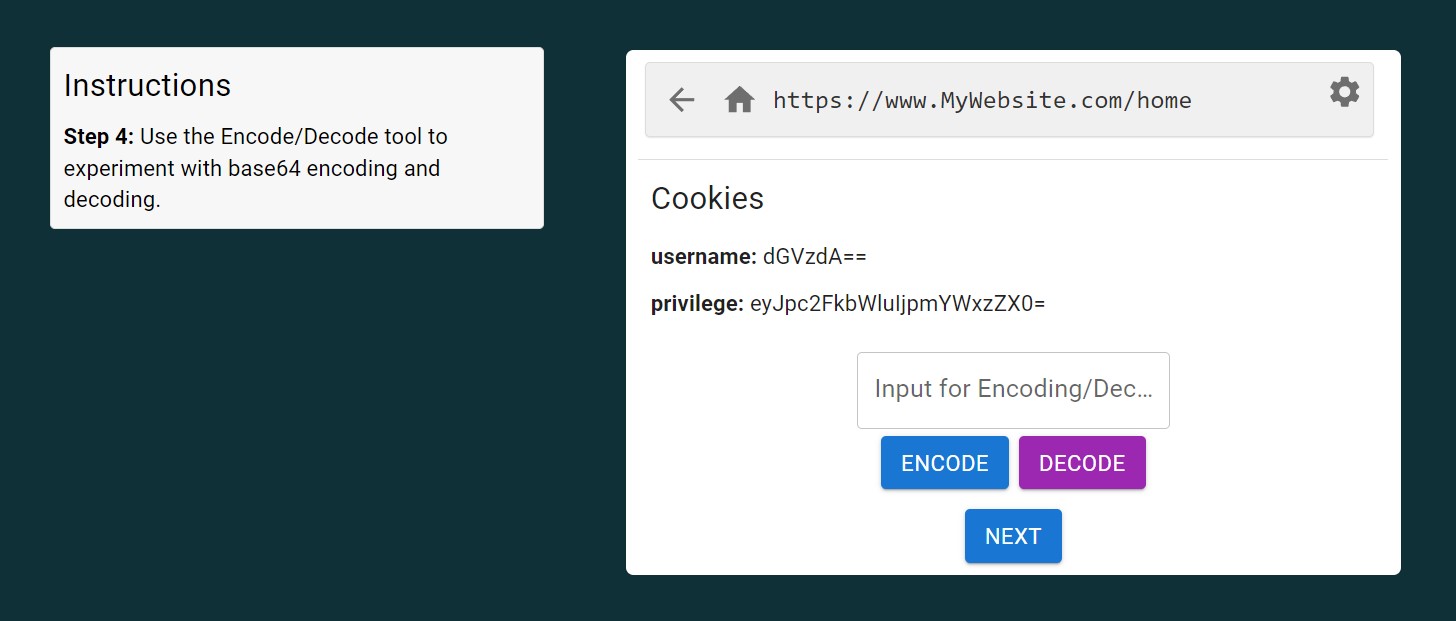 Instructions
Step 4: Use the Encode/Decode tool to
experiment with base64 encoding and
decoding.
https://www.MyWebsite.com/home
Cookies
username: dGVzdA==
privilege: eyJpc2FkbWluIjpmYWxzZX0=
Input for Encoding/Dec...
ENCODE DECODE
NEXT